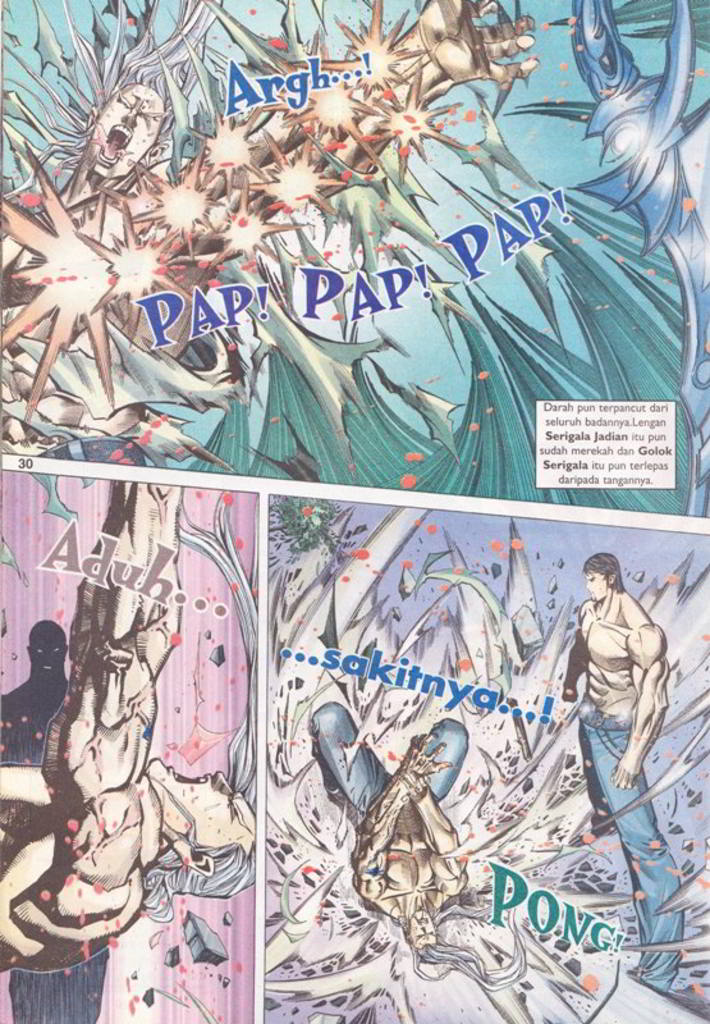 Argh...!
PAP! PAP! PAP!
Darah pun terpancut dari
seluruh badannya.Lengan
Serigala Jadian itu pun
sudah merekah dan Golok
Serigala itu pun terlepas
daripada tangannya.
30
Aduh...
...sakitnya...!
PONG!